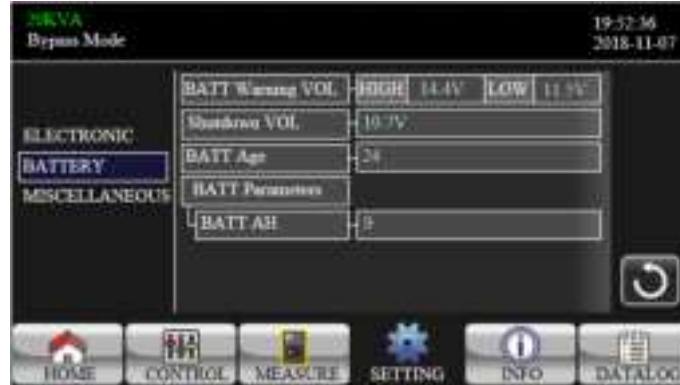 20KVA
Bypass Mode
19:52:36
2018-11-07
BATT Warning VOL HIGH 14.4V LOW 11.5V
Shutdown VOL 10.7V
BATT Age 24
BATT Parameters
BATT AH 9
ELECTRONIC
BATTERY
MISCELLANEOUS
HOME CONTROL MEASURE SETTING INFO DATALOG